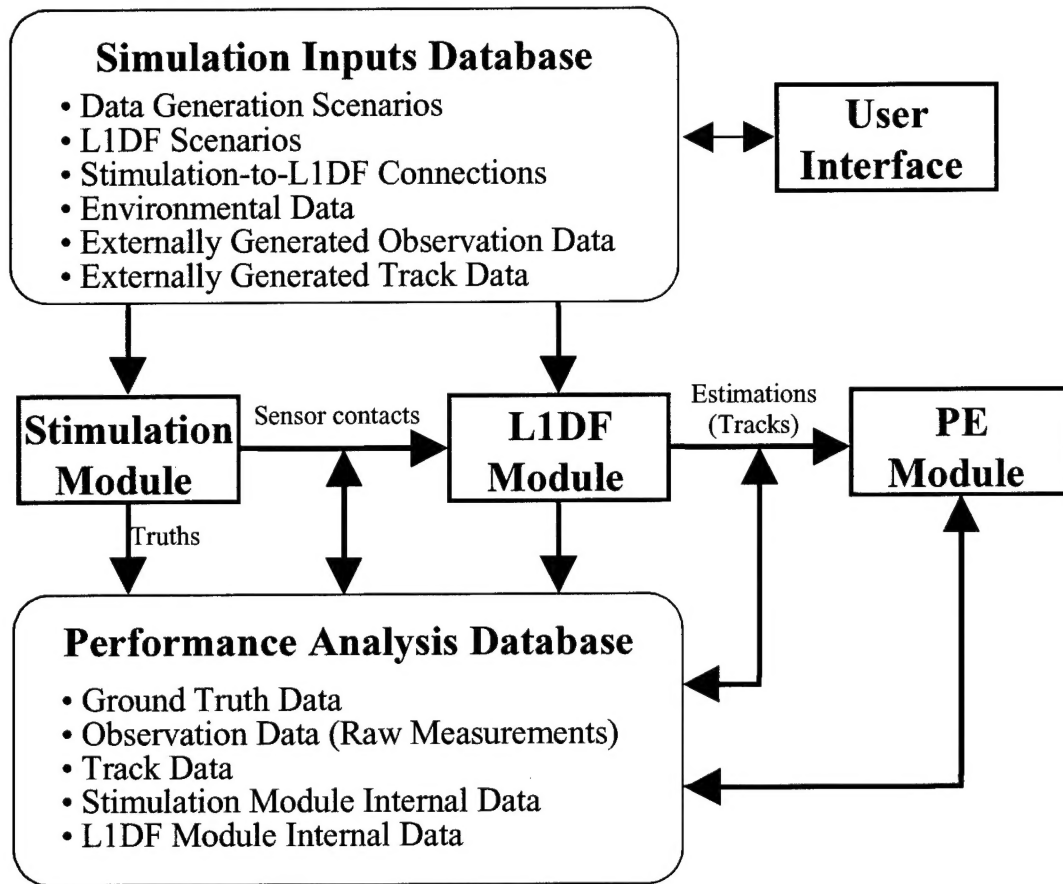 Simulation Inputs Database
• Data Generation Scenarios
• L1DF Scenarios
• Stimulation-to-L1DF Connections
• Environmental Data
• Externally Generated Observation Data
• Externally Generated Track Data
User
Interface
Stimulation
Module
Sensor contacts
L1DF
Module
Estimations
(Tracks)
PE
Module
Truths
Performance Analysis Database
• Ground Truth Data
• Observation Data (Raw Measurements)
• Track Data
• Stimulation Module Internal Data
• L1DF Module Internal Data